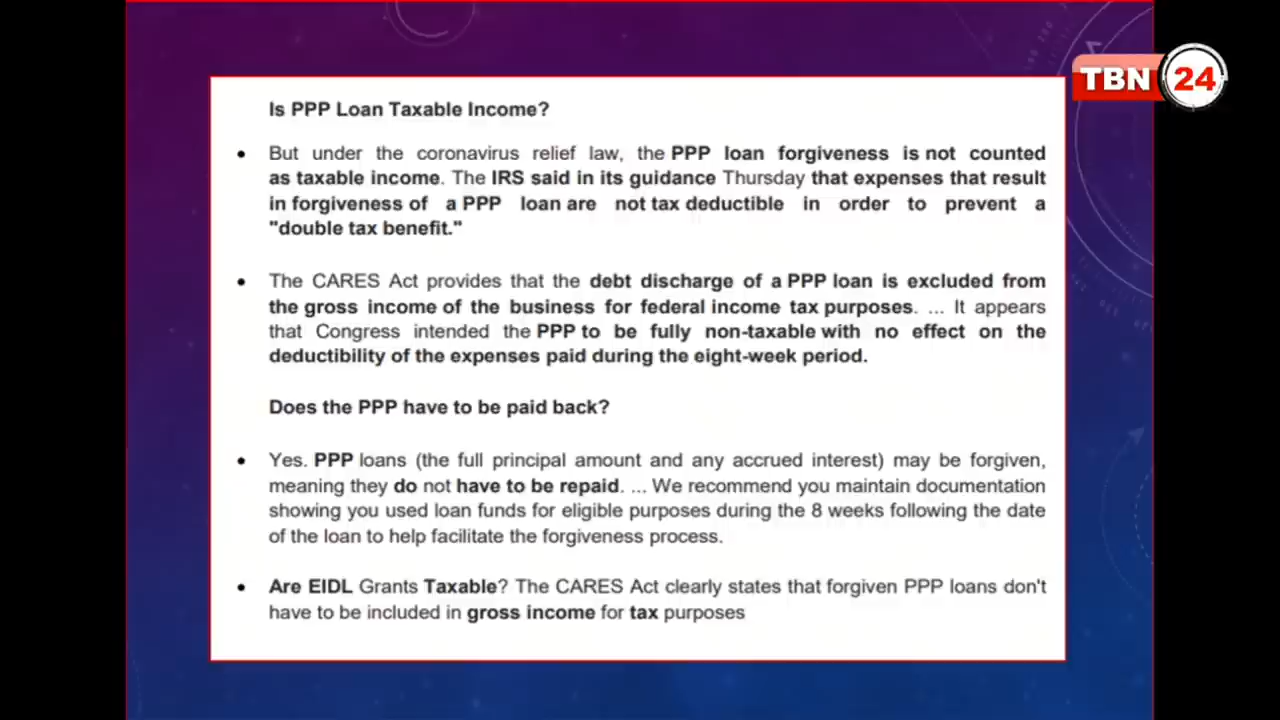 TBN 24
Is PPP Loan Taxable Income?
• But under the coronavirus relief law, the PPP loan forgiveness is not counted
as taxable income. The IRS said in its guidance Thursday that expenses that result
in forgiveness of a PPP loan are not tax deductible in order to prevent a
"double tax benefit."
• The CARES Act provides that the debt discharge of a PPP loan is excluded from
the gross income of the business for federal income tax purposes. ... It appears
that Congress intended the PPP to be fully non-taxable with no effect on the
deductibility of the expenses paid during the eight-week period.
Does the PPP have to be paid back?
• Yes. PPP loans (the full principal amount and any accrued interest) may be forgiven,
meaning they do not have to be repaid. ... We recommend you maintain documentation
showing you used loan funds for eligible purposes during the 8 weeks following the date
of the loan to help facilitate the forgiveness process.
• Are EIDL Grants Taxable? The CARES Act clearly states that forgiven PPP loans don't
have to be included in gross income for tax purposes